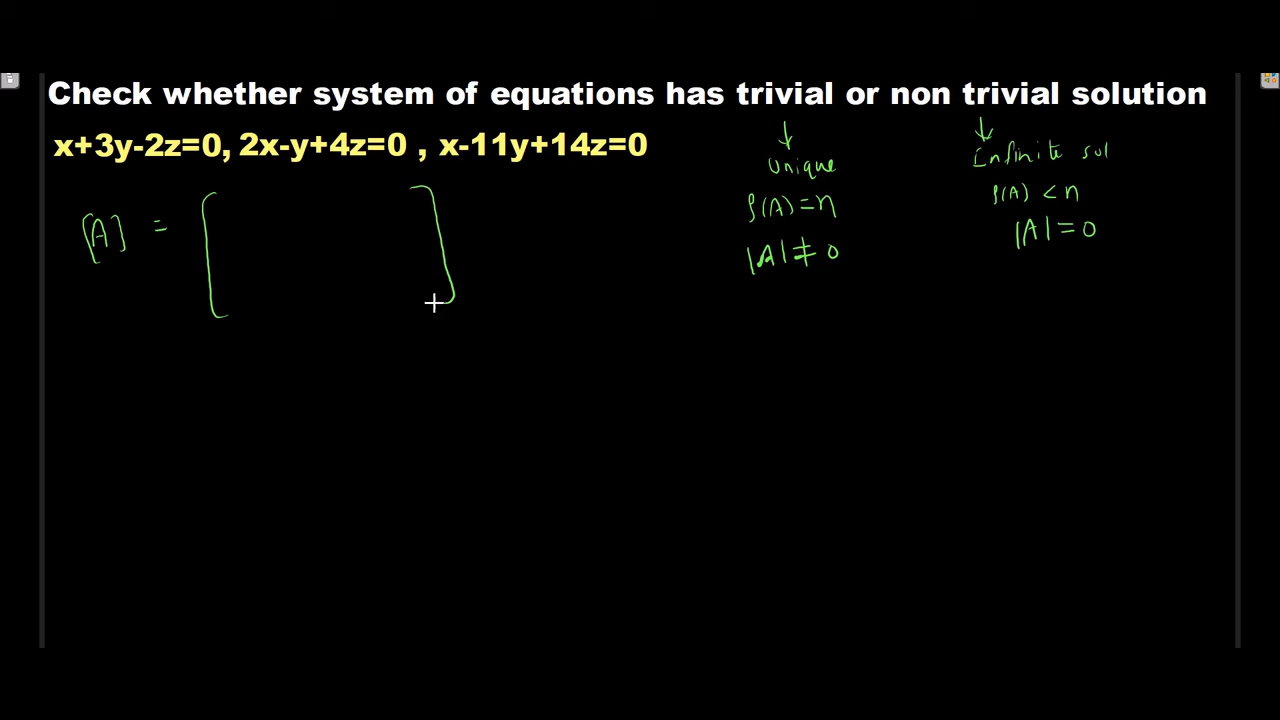 Check whether system of equations has trivial or non trivial solution
x+3y-2z=0, 2x-y+4z=0 , x-11y+14z=0
Unique
Infinite sol
ρ(A) = n
ρ(A) < n
|A| ≠ 0
|A| = 0
[A] =